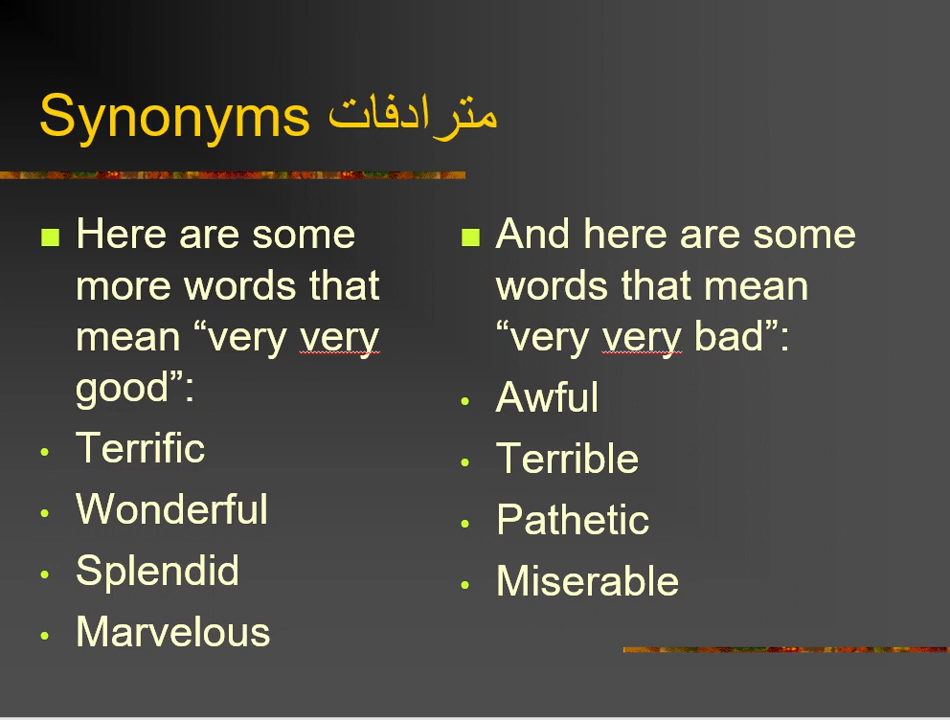 Synonyms مترادفات
Here are some
more words that
mean “very very
good”:
Terrific
Wonderful
Splendid
Marvelous
And here are some
words that mean
“very very bad”:
Awful
Terrible
Pathetic
Miserable